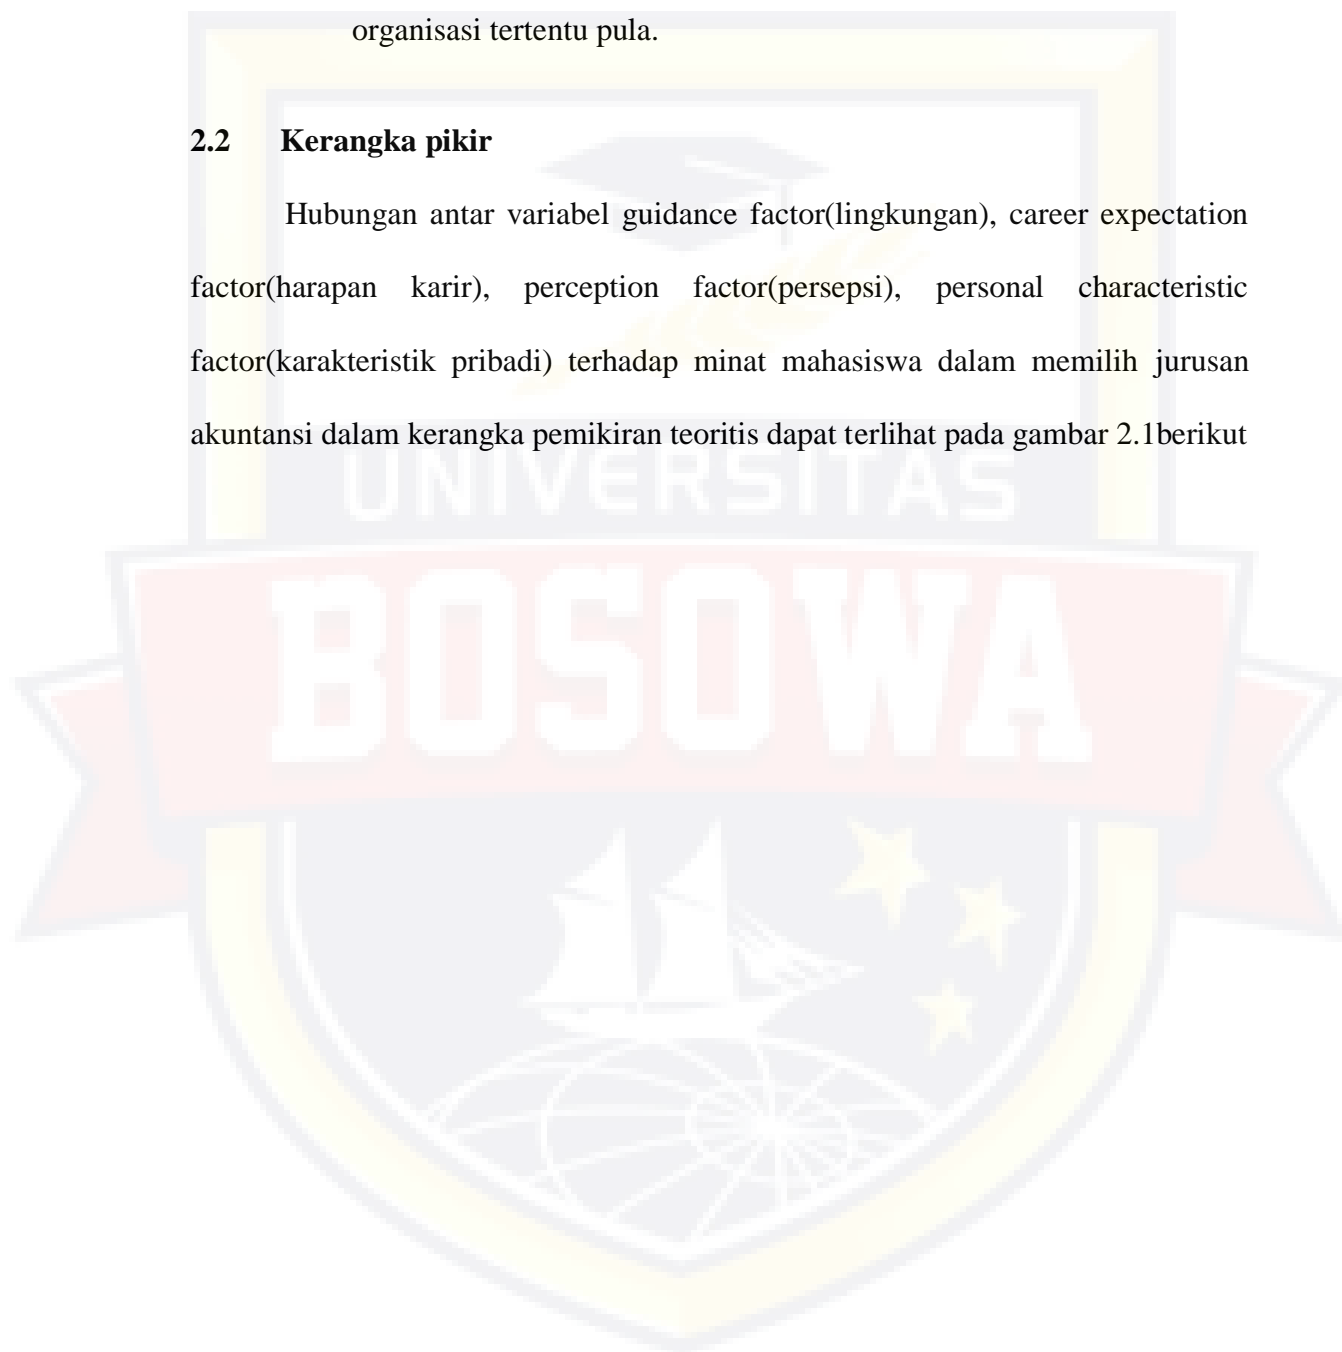 organisasi tertentu pula.
2.2 Kerangka pikir
Hubungan antar variabel guidance factor(lingkungan), career expectation
factor(harapan karir), perception factor(persepsi), personal characteristic
factor(karakteristik pribadi) terhadap minat mahasiswa dalam memilih jurusan
akuntansi dalam kerangka pemikiran teoritis dapat terlihat pada gambar 2.1berikut
UNIVERSITAS
BOSOWA